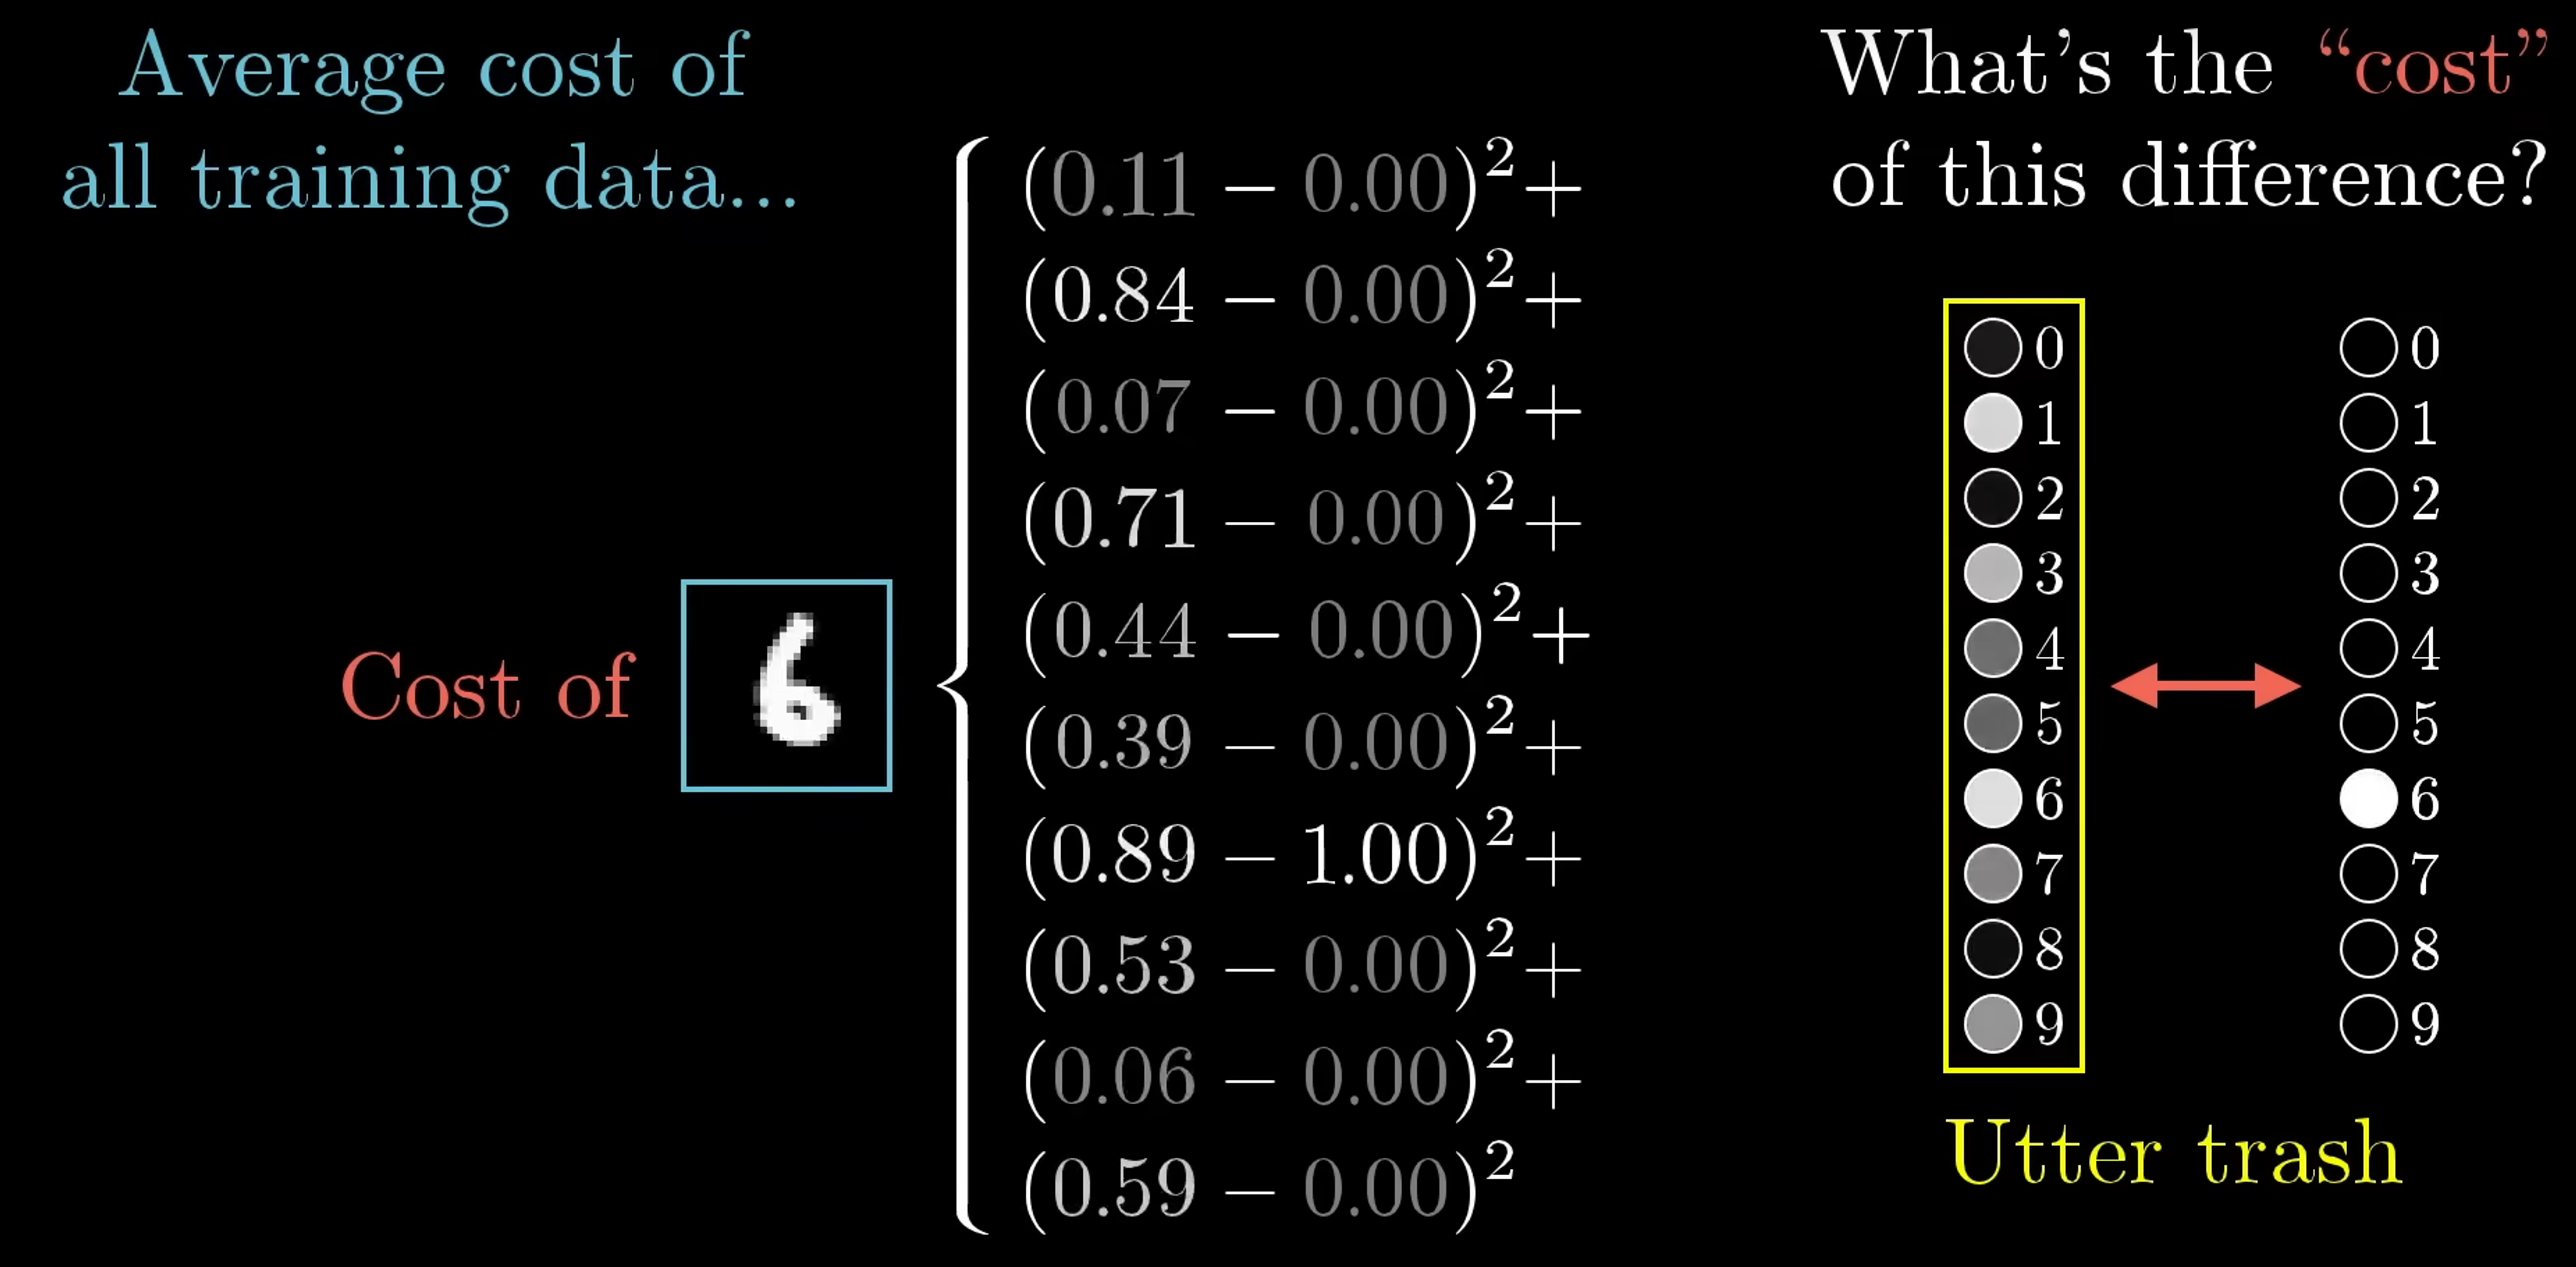 Average cost of
all training data...
What's the “cost”
of this difference?
Cost of
6
(0.11 − 0.00)²+
(0.84 − 0.00)²+
(0.07 − 0.00)²+
(0.71 − 0.00)²+
(0.44 − 0.00)²+
(0.39 − 0.00)²+
(0.89 − 1.00)²+
(0.53 − 0.00)²+
(0.06 − 0.00)²+
(0.59 − 0.00)²
0
1
2
3
4
5
6
7
8
9
0
1
2
3
4
5
6
7
8
9
Utter trash